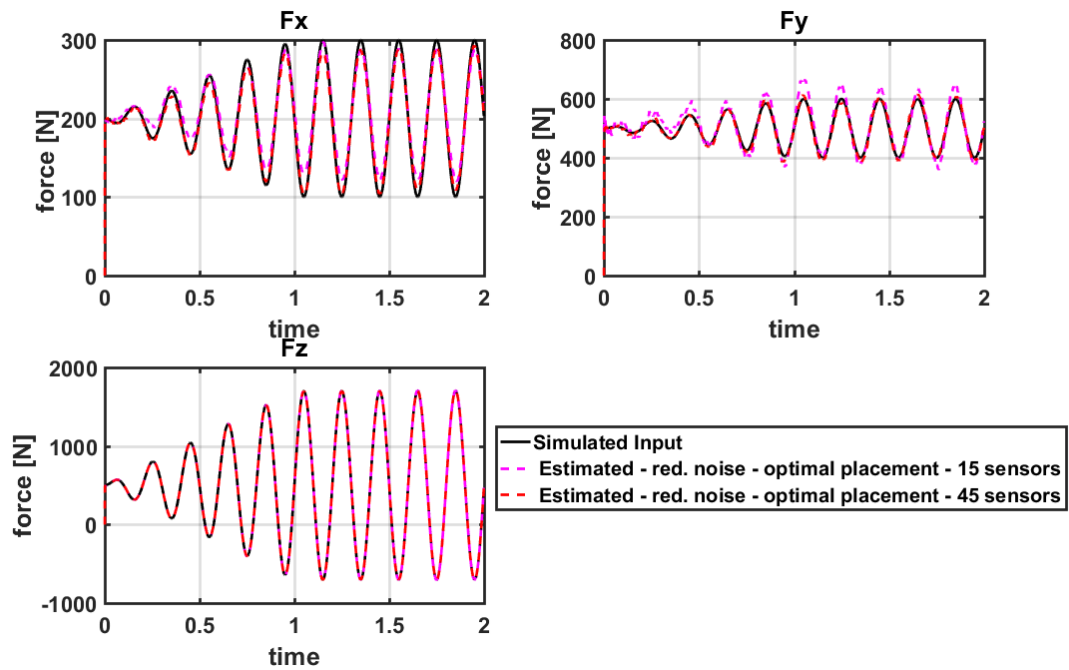 Fx
force [N]
300
200
100
0
0
0.5
1
1.5
2
time
Fy
force [N]
800
600
400
200
0
0
0.5
1
1.5
2
time
Fz
force [N]
2000
1000
0
-1000
0
0.5
1
1.5
2
time
Simulated Input
Estimated - red. noise - optimal placement - 15 sensors
Estimated - red. noise - optimal placement - 45 sensors